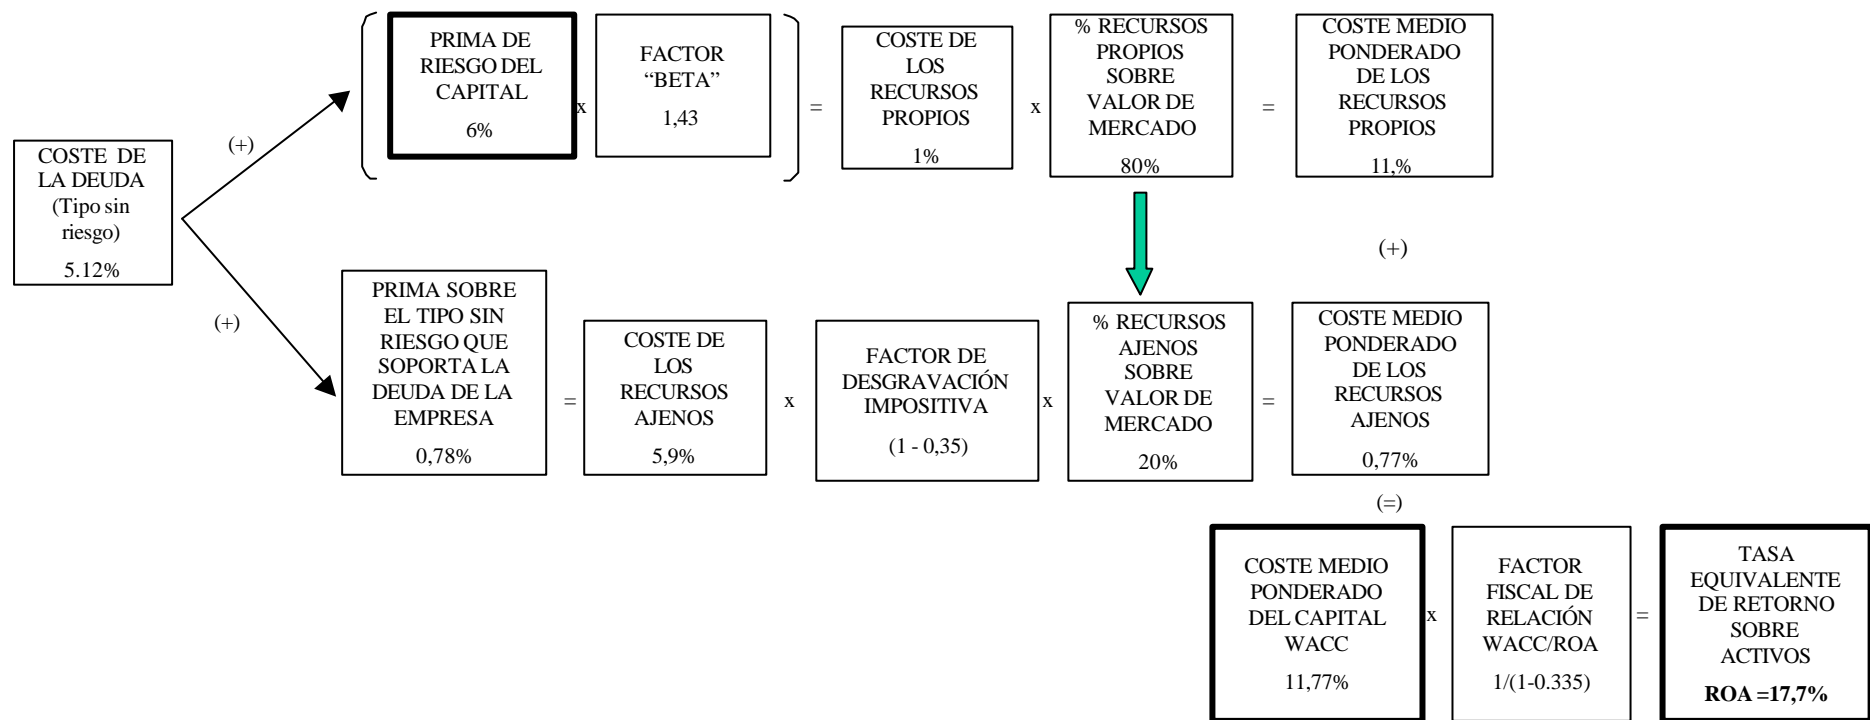 PRIMA DE
RIESGO DEL
CAPITAL
6%
x
FACTOR
“BETA”
1,43
=
COSTE DE
LOS
RECURSOS
PROPIOS
1%
x
% RECURSOS
PROPIOS
SOBRE
VALOR DE
MERCADO
80%
=
COSTE MEDIO
PONDERADO
DE LOS
RECURSOS
PROPIOS
11,%
(+)
COSTE DE
LA DEUDA
(Tipo sin
riesgo)
5.12%
(+)
(+)
PRIMA SOBRE
EL TIPO SIN
RIESGO QUE
SOPORTA LA
DEUDA DE LA
EMPRESA
0,78%
=
COSTE DE
LOS
RECURSOS
AJENOS
5,9%
x
FACTOR DE
DESGRAVACIÓN
IMPOSITIVA
(1 - 0,35)
x
% RECURSOS
AJENOS
SOBRE
VALOR DE
MERCADO
20%
=
COSTE MEDIO
PONDERADO
DE LOS
RECURSOS
AJENOS
0,77%
(=)
COSTE MEDIO
PONDERADO
DEL CAPITAL
WACC
11,77%
x
FACTOR
FISCAL DE
RELACIÓN
WACC/ROA
1/(1-0.335)
=
TASA
EQUIVALENTE
DE RETORNO
SOBRE
ACTIVOS
ROA =17,7%